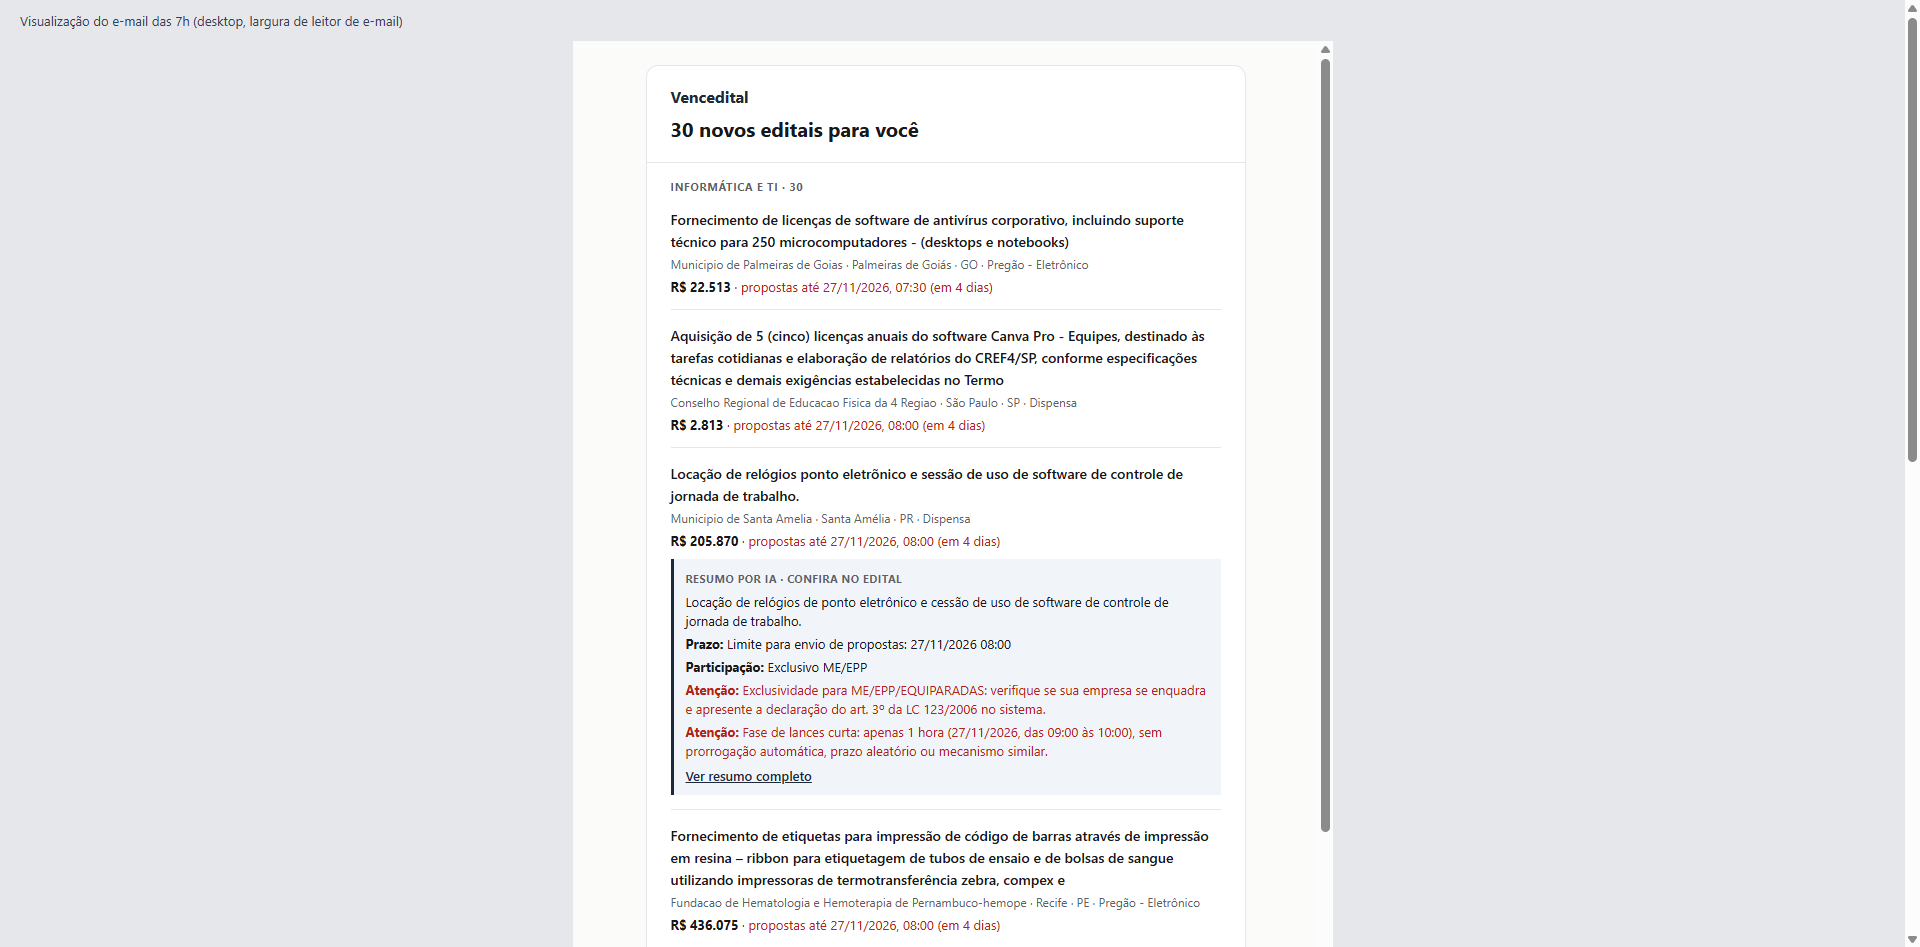 Visualização do e-mail das 7h (desktop, largura de leitor de e-mail)
Vencedital
30 novos editais para você
INFORMÁTICA E TI · 30
Fornecimento de licenças de software de antivírus corporativo, incluindo suporte
técnico para 250 microcomputadores - (desktops e notebooks)
Municipio de Palmeiras de Goias · Palmeiras de Goiás · GO · Pregão - Eletrônico
R$ 22.513 · propostas até 27/11/2026, 07:30 (em 4 dias)
Aquisição de 5 (cinco) licenças anuais do software Canva Pro - Equipes, destinado às
tarefas cotidianas e elaboração de relatórios do CREF4/SP, conforme especificações
técnicas e demais exigências estabelecidas no Termo
Conselho Regional de Educacao Fisica da 4 Regiao · São Paulo · SP · Dispensa
R$ 2.813 · propostas até 27/11/2026, 08:00 (em 4 dias)
Locação de relógios ponto eletrõnico e sessão de uso de software de controle de
jornada de trabalho.
Municipio de Santa Amelia · Santa Amélia · PR · Dispensa
R$ 205.870 · propostas até 27/11/2026, 08:00 (em 4 dias)
RESUMO POR IA · CONFIRA NO EDITAL
Locação de relógios de ponto eletrônico e cessão de uso de software de controle de
jornada de trabalho.
Prazo: Limite para envio de propostas: 27/11/2026 08:00
Participação: Exclusivo ME/EPP
Atenção: Exclusividade para ME/EPP/EQUIPARADAS: verifique se sua empresa se enquadra
e apresente a declaração do art. 3º da LC 123/2006 no sistema.
Atenção: Fase de lances curta: apenas 1 hora (27/11/2026, das 09:00 às 10:00), sem
prorrogação automática, prazo aleatório ou mecanismo similar.
Ver resumo completo
Fornecimento de etiquetas para impressão de código de barras através de impressão
em resina – ribbon para etiquetagem de tubos de ensaio e de bolsas de sangue
utilizando impressoras de termotransferência zebra, compex e
Fundacao de Hematologia e Hemoterapia de Pernambuco-hemope · Recife · PE · Pregão - Eletrônico
R$ 436.075 · propostas até 27/11/2026, 08:00 (em 4 dias)